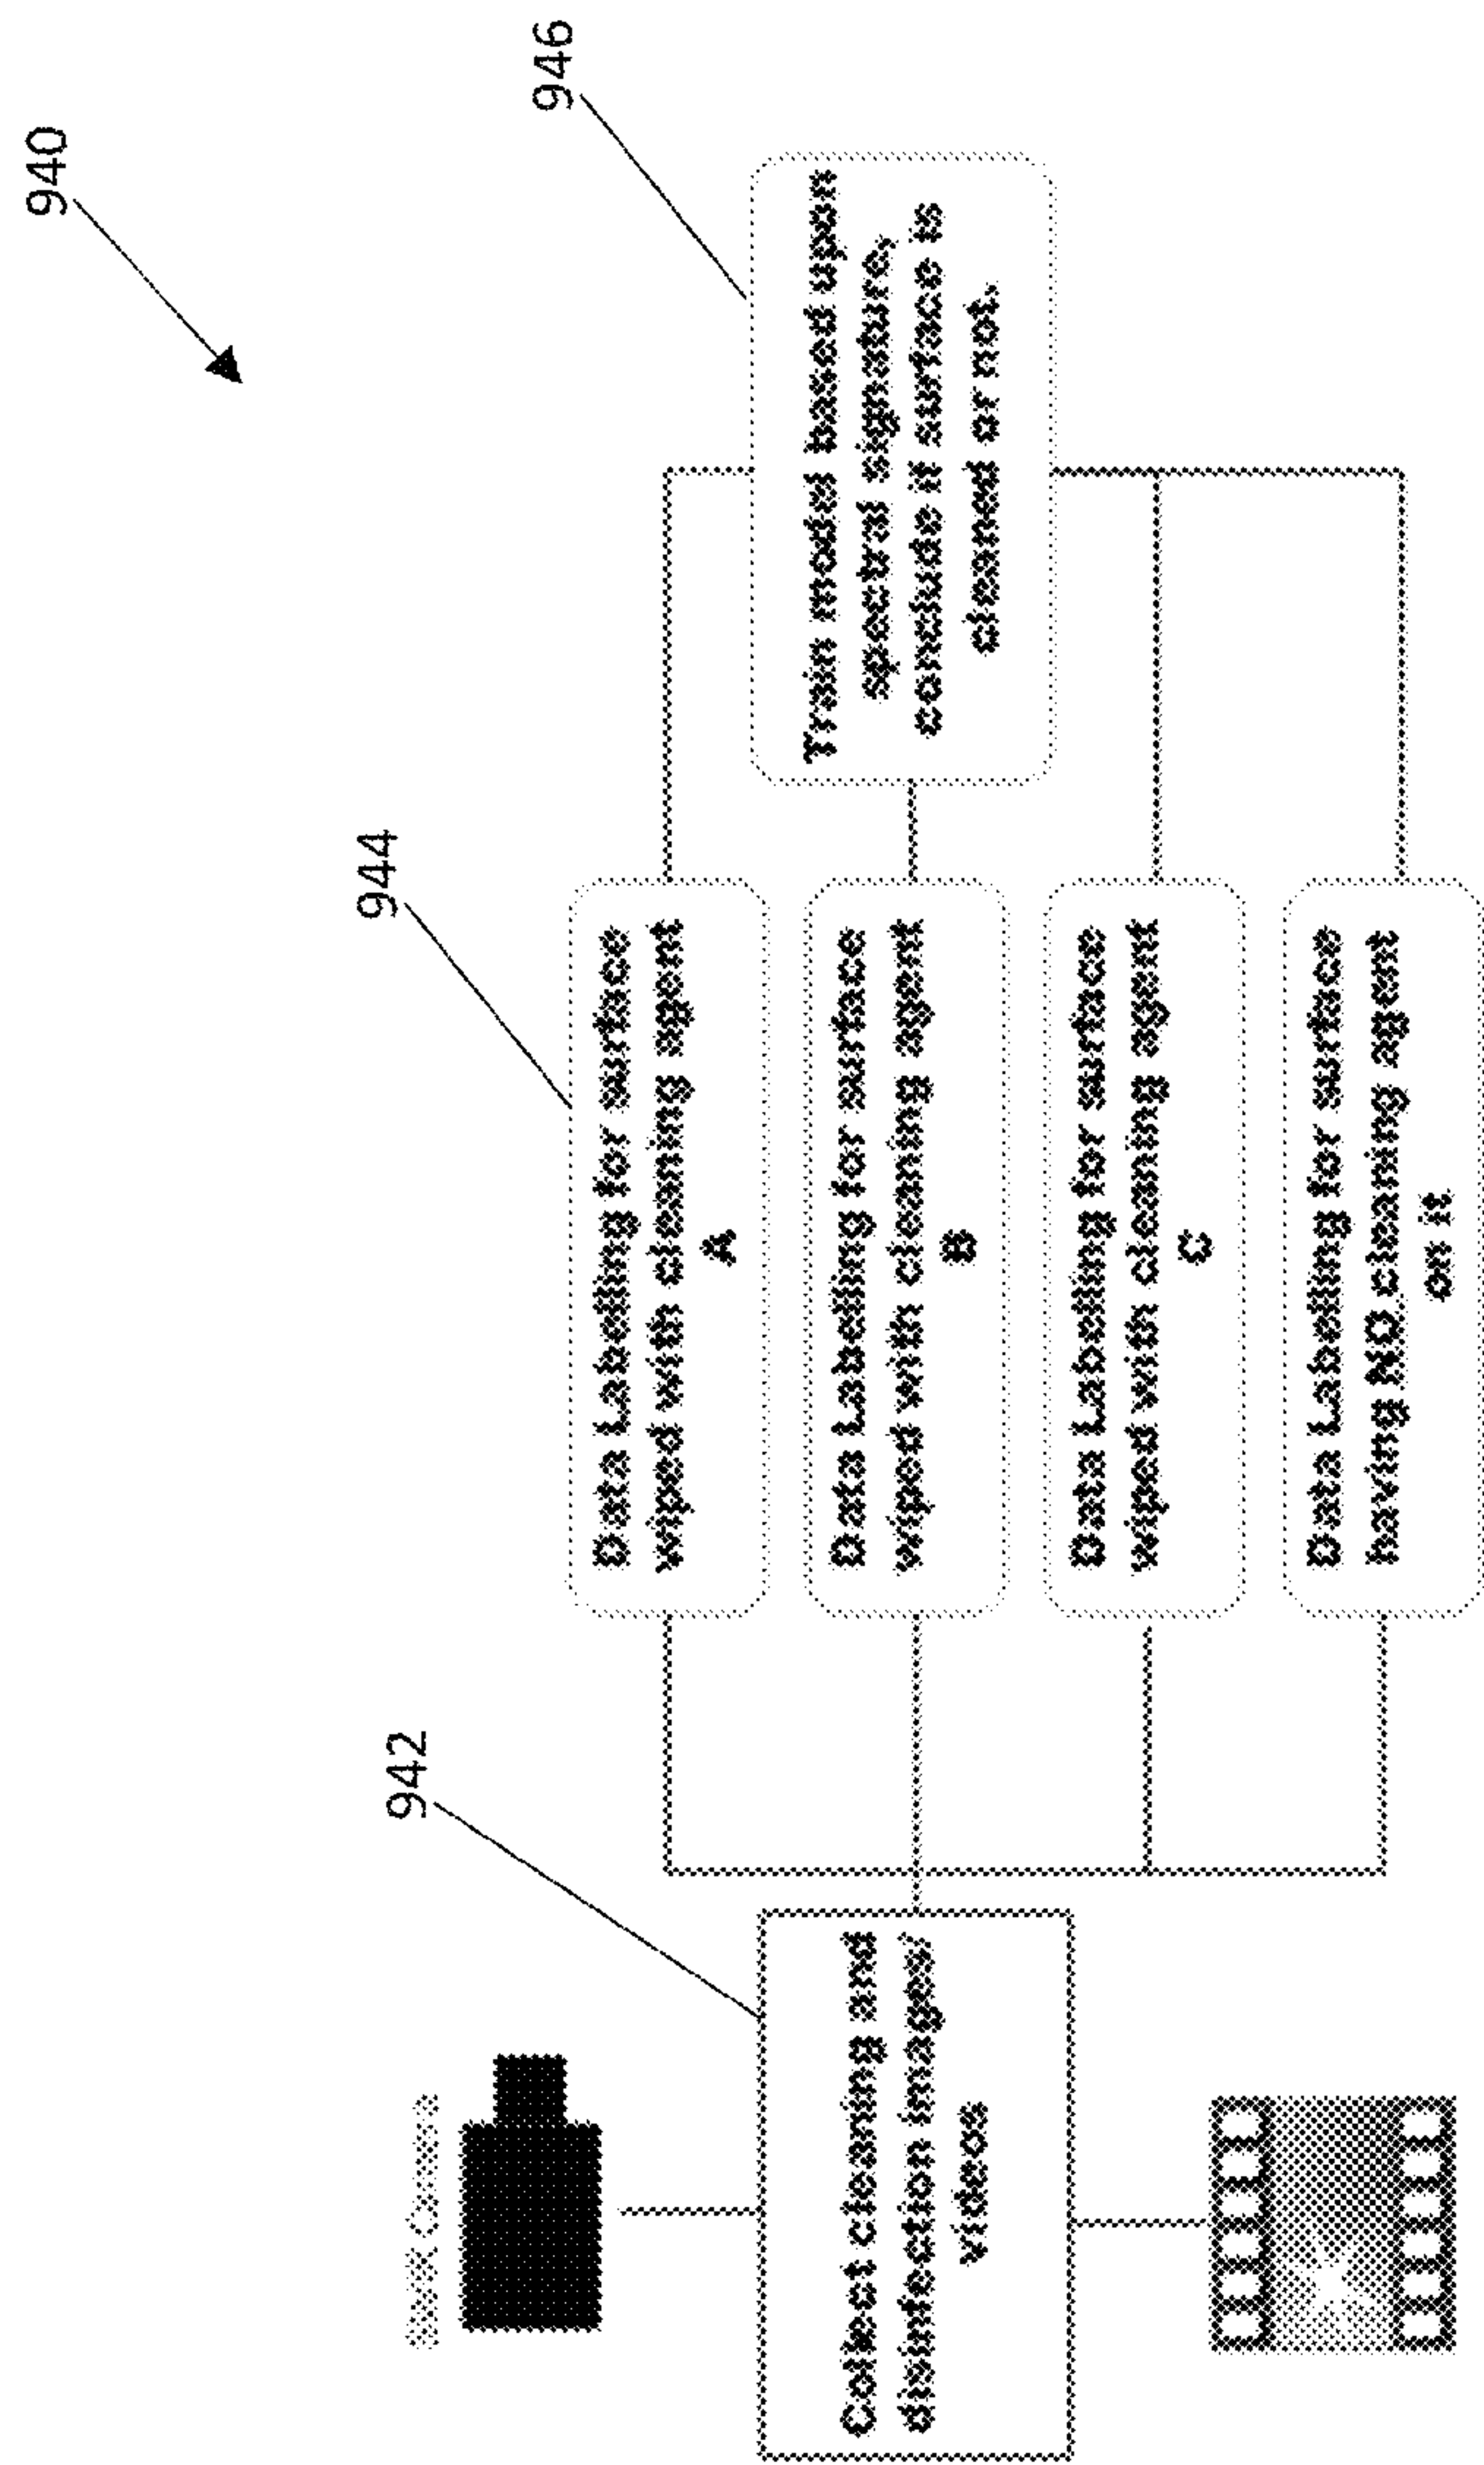 940
946
944
942
Camera
Collect cleaning and
disinfection images/
videos
Data Labelling for surface
wiped with cleaning agent
A
Data Labelling for surface
wiped with cleaning agent
B
Data Labelling for surface
wiped with cleaning agent
C
Data Labelling for surface
having NO cleaning agent
on it
Train model based upon
spectral signature,
conclude if surface is
cleaned or not.